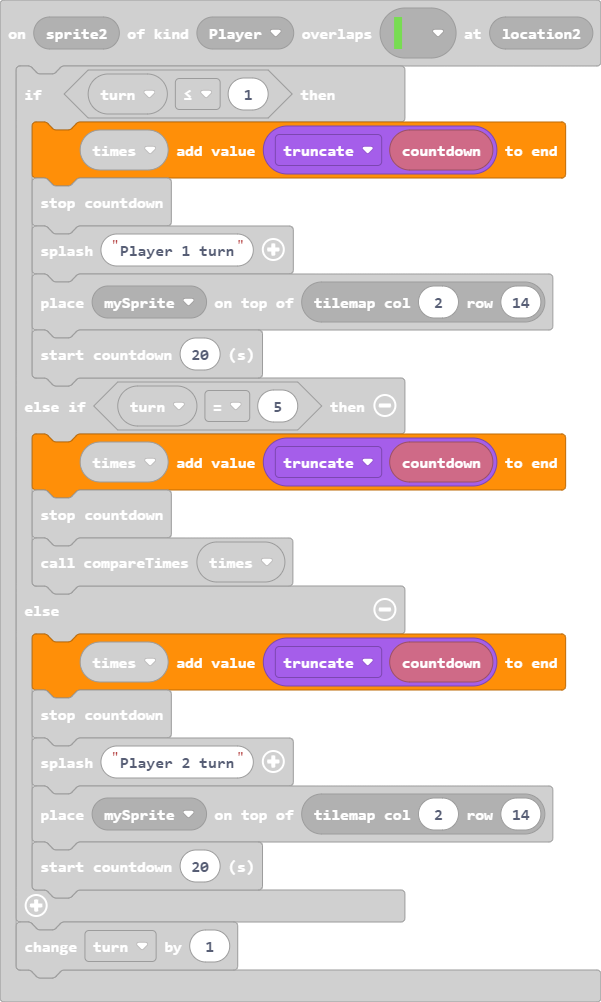 on sprite2 of kind Player overlaps at location2
if turn ≤ 1 then
times add value truncate countdown to end
stop countdown
splash "Player 1 turn"
place mySprite on top of tilemap col 2 row 14
start countdown 20 (s)
else if turn = 5 then
times add value truncate countdown to end
stop countdown
call compareTimes times
else
times add value truncate countdown to end
stop countdown
splash "Player 2 turn"
place mySprite on top of tilemap col 2 row 14
start countdown 20 (s)
change turn by 1